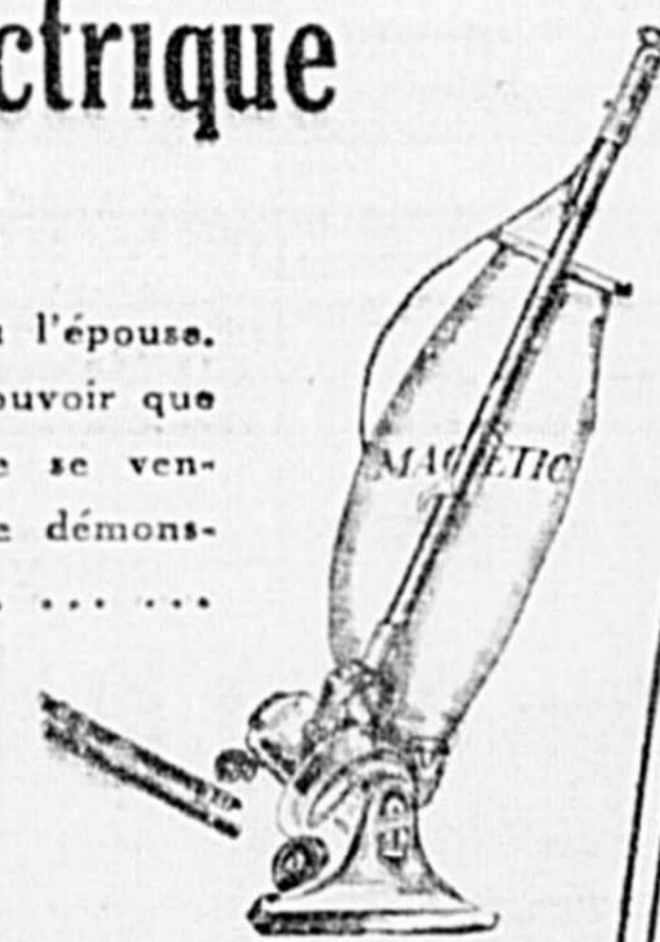 ctrique
l'épouse.
ouvoir que
e se ven-
e démons-
... ...
MAGNETIC